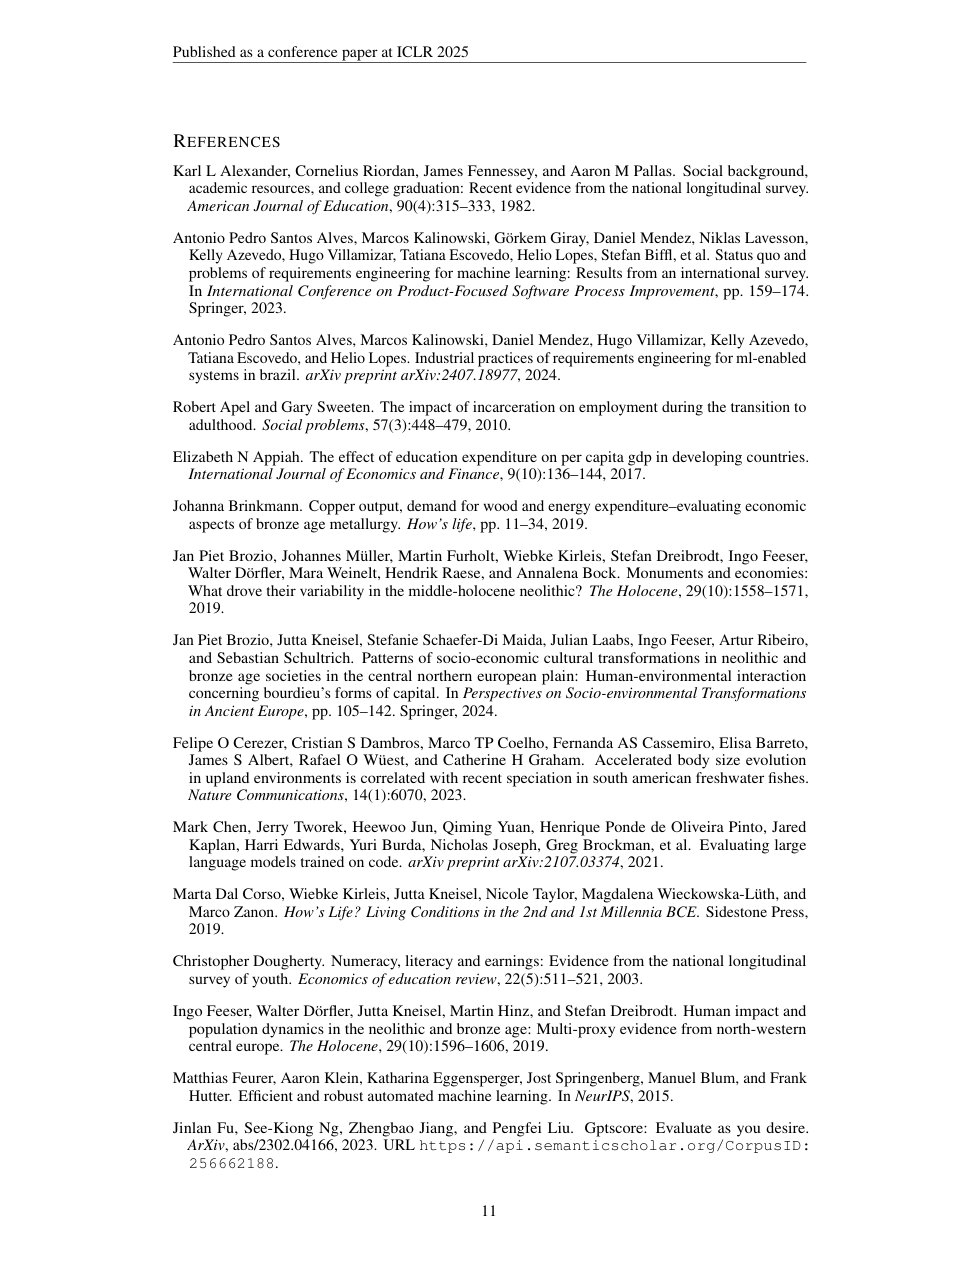 Published as a conference paper at ICLR 2025
REFERENCES
Karl L Alexander, Cornelius Riordan, James Fennessey, and Aaron M Pallas. Social background,
academic resources, and college graduation: Recent evidence from the national longitudinal survey.
American Journal of Education, 90(4):315–333, 1982.
Antonio Pedro Santos Alves, Marcos Kalinowski, Görkem Giray, Daniel Mendez, Niklas Lavesson,
Kelly Azevedo, Hugo Villamizar, Tatiana Escovedo, Helio Lopes, Stefan Biffl, et al. Status quo and
problems of requirements engineering for machine learning: Results from an international survey.
In International Conference on Product-Focused Software Process Improvement, pp. 159–174.
Springer, 2023.
Antonio Pedro Santos Alves, Marcos Kalinowski, Daniel Mendez, Hugo Villamizar, Kelly Azevedo,
Tatiana Escovedo, and Helio Lopes. Industrial practices of requirements engineering for ml-enabled
systems in brazil. arXiv preprint arXiv:2407.18977, 2024.
Robert Apel and Gary Sweeten. The impact of incarceration on employment during the transition to
adulthood. Social problems, 57(3):448–479, 2010.
Elizabeth N Appiah. The effect of education expenditure on per capita gdp in developing countries.
International Journal of Economics and Finance, 9(10):136–144, 2017.
Johanna Brinkmann. Copper output, demand for wood and energy expenditure–evaluating economic
aspects of bronze age metallurgy. How's life, pp. 11–34, 2019.
Jan Piet Brozio, Johannes Müller, Martin Furholt, Wiebke Kirleis, Stefan Dreibrodt, Ingo Feeser,
Walter Dörfler, Mara Weinelt, Hendrik Raese, and Annalena Bock. Monuments and economies:
What drove their variability in the middle-holocene neolithic? The Holocene, 29(10):1558–1571,
2019.
Jan Piet Brozio, Jutta Kneisel, Stefanie Schaefer-Di Maida, Julian Laabs, Ingo Feeser, Artur Ribeiro,
and Sebastian Schultrich. Patterns of socio-economic cultural transformations in neolithic and
bronze age societies in the central northern european plain: Human-environmental interaction
concerning bourdieu's forms of capital. In Perspectives on Socio-environmental Transformations
in Ancient Europe, pp. 105–142. Springer, 2024.
Felipe O Cerezer, Cristian S Dambros, Marco TP Coelho, Fernanda AS Cassemiro, Elisa Barreto,
James S Albert, Rafael O Wüest, and Catherine H Graham. Accelerated body size evolution
in upland environments is correlated with recent speciation in south american freshwater fishes.
Nature Communications, 14(1):6070, 2023.
Mark Chen, Jerry Tworek, Heewoo Jun, Qiming Yuan, Henrique Ponde de Oliveira Pinto, Jared
Kaplan, Harri Edwards, Yuri Burda, Nicholas Joseph, Greg Brockman, et al. Evaluating large
language models trained on code. arXiv preprint arXiv:2107.03374, 2021.
Marta Dal Corso, Wiebke Kirleis, Jutta Kneisel, Nicole Taylor, Magdalena Wieckowska-Lüth, and
Marco Zanon. How's Life? Living Conditions in the 2nd and 1st Millennia BCE. Sidestone Press,
2019.
Christopher Dougherty. Numeracy, literacy and earnings: Evidence from the national longitudinal
survey of youth. Economics of education review, 22(5):511–521, 2003.
Ingo Feeser, Walter Dörfler, Jutta Kneisel, Martin Hinz, and Stefan Dreibrodt. Human impact and
population dynamics in the neolithic and bronze age: Multi-proxy evidence from north-western
central europe. The Holocene, 29(10):1596–1606, 2019.
Matthias Feurer, Aaron Klein, Katharina Eggensperger, Jost Springenberg, Manuel Blum, and Frank
Hutter. Efficient and robust automated machine learning. In NeurIPS, 2015.
Jinlan Fu, See-Kiong Ng, Zhengbao Jiang, and Pengfei Liu. Gptscore: Evaluate as you desire.
ArXiv, abs/2302.04166, 2023. URL https://api.semanticscholar.org/CorpusID:
256662188.
11